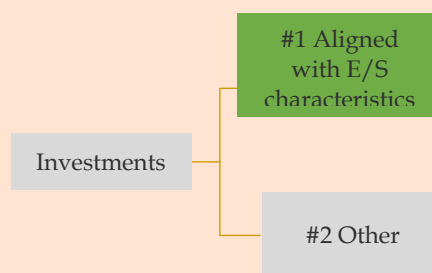 #1 Aligned
with E/S
characteristics
Investments
#2 Other